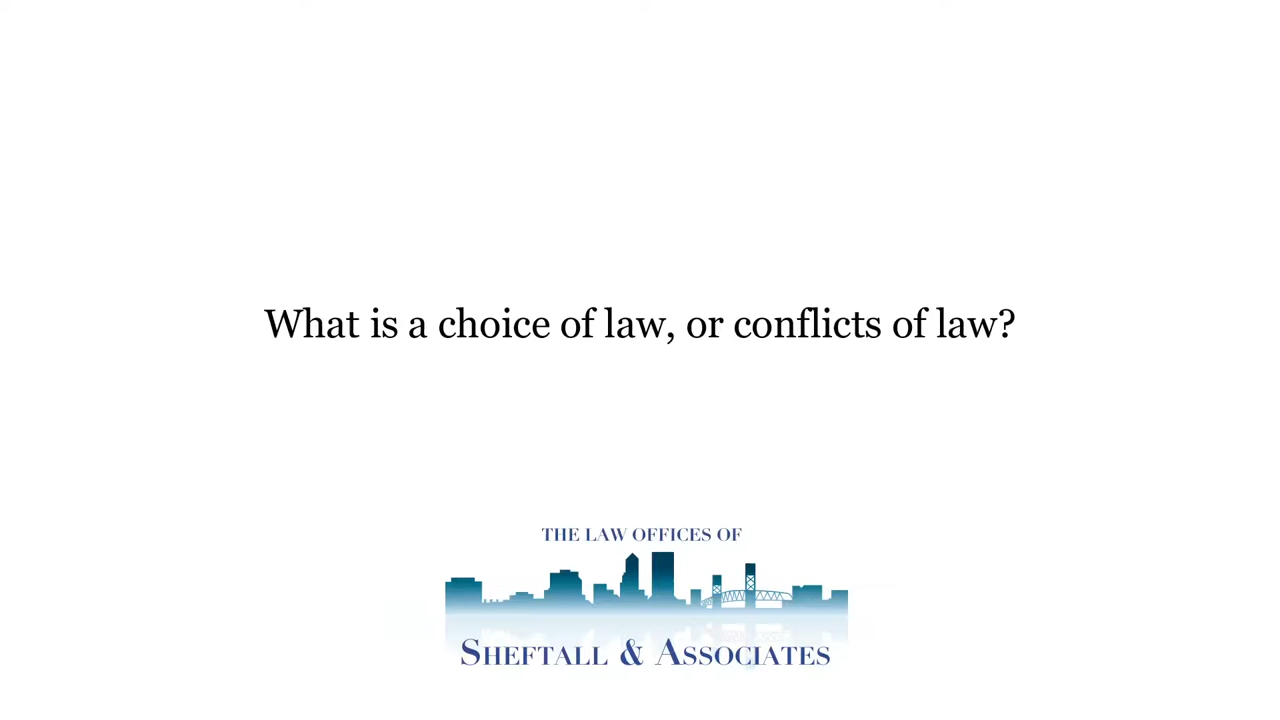 What is a choice of law, or conflicts of law?
THE LAW OFFICES OF
SHEFTALL & ASSOCIATES